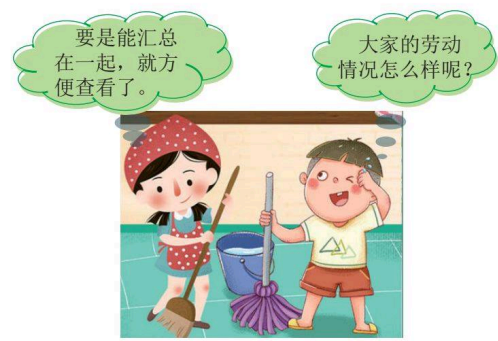 要是能汇总
在一起，就方
便查看了。
大家的劳动
情况怎么样呢？